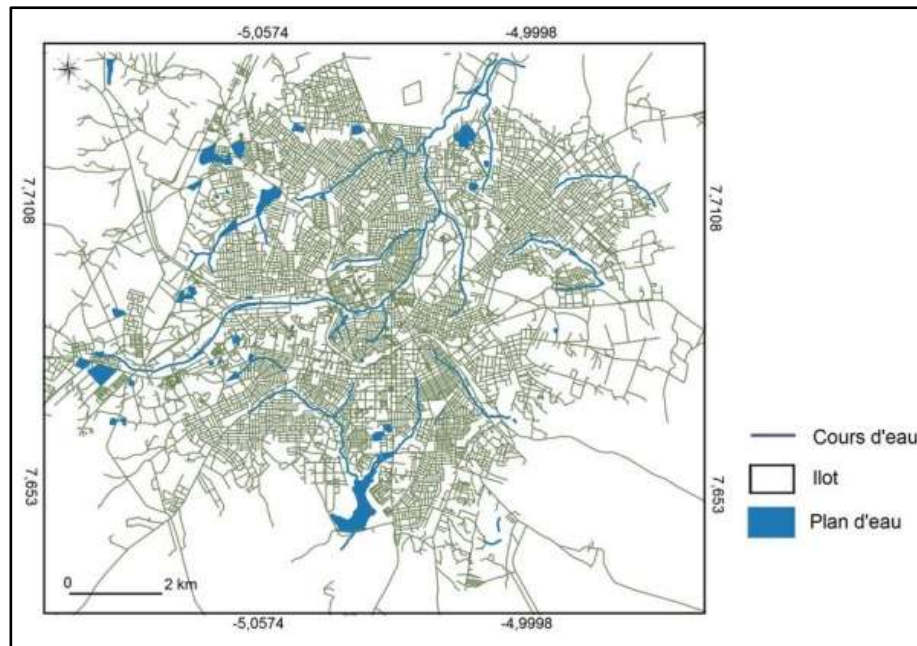 -5,0574 -4,9998
7,7108 7,7108
7,653 7,653
Cours d'eau
Ilot
Plan d'eau
0 2 km
-5,0574 -4,9998